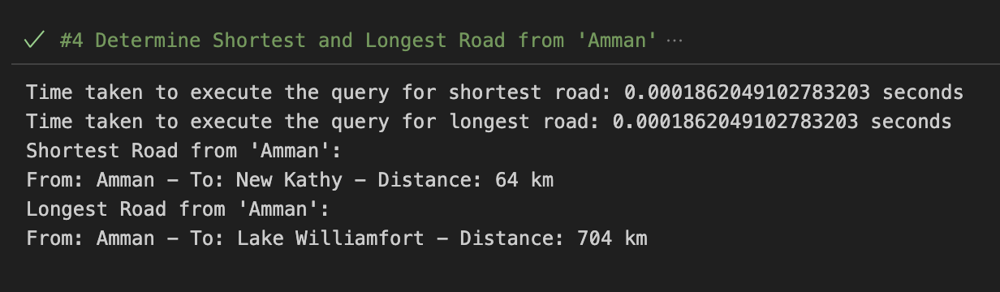 #4 Determine Shortest and Longest Road from 'Amman' ...
Time taken to execute the query for shortest road: 0.0001862049102783203 seconds
Time taken to execute the query for longest road: 0.0001862049102783203 seconds
Shortest Road from 'Amman':
From: Amman – To: New Kathy – Distance: 64 km
Longest Road from 'Amman':
From: Amman – To: Lake Williamfort – Distance: 704 km